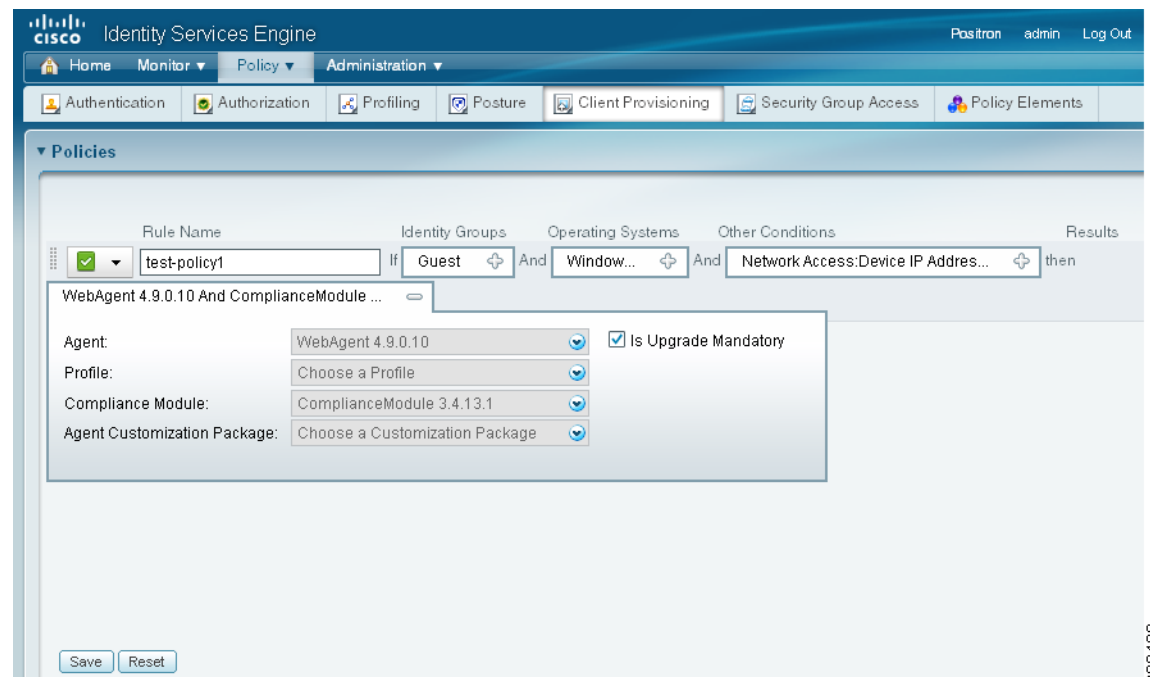 cisco Identity Services Engine Positron admin Log Out
Home Monitor Policy Administration
Authentication Authorization Profiling Posture Client Provisioning Security Group Access Policy Elements
Policies
Rule Name Identity Groups Operating Systems Other Conditions Results
test-policy1 If Guest And Window... And Network Access:Device IP Addres... then
WebAgent 4.9.0.10 And ComplianceModule ...
Agent: WebAgent 4.9.0.10 Is Upgrade Mandatory
Profile: Choose a Profile
Compliance Module: ComplianceModule 3.4.13.1
Agent Customization Package: Choose a Customization Package
Save Reset